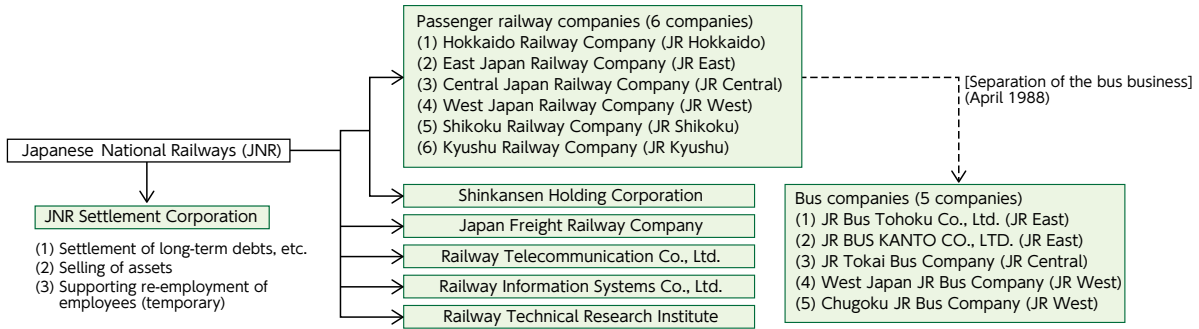 Passenger railway companies (6 companies)
(1) Hokkaido Railway Company (JR Hokkaido)
(2) East Japan Railway Company (JR East)
(3) Central Japan Railway Company (JR Central)
(4) West Japan Railway Company (JR West)
(5) Shikoku Railway Company (JR Shikoku)
(6) Kyushu Railway Company (JR Kyushu)
[Separation of the bus business]
(April 1988)
Japanese National Railways (JNR)
JNR Settlement Corporation
(1) Settlement of long-term debts, etc.
(2) Selling of assets
(3) Supporting re-employment of
employees (temporary)
Shinkansen Holding Corporation
Japan Freight Railway Company
Railway Telecommunication Co., Ltd.
Railway Information Systems Co., Ltd.
Railway Technical Research Institute
Bus companies (5 companies)
(1) JR Bus Tohoku Co., Ltd. (JR East)
(2) JR BUS KANTO CO., LTD. (JR East)
(3) JR Tokai Bus Company (JR Central)
(4) West Japan JR Bus Company (JR West)
(5) Chugoku JR Bus Company (JR West)